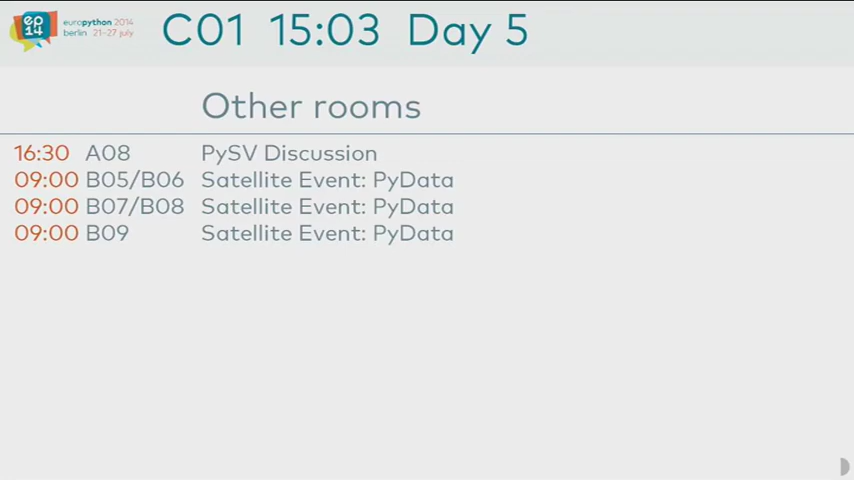 ep
14
europython 2014
berlin 21-27 july
C01 15:03 Day 5
Other rooms
16:30 A08 PySV Discussion
09:00 B05/B06 Satellite Event: PyData
09:00 B07/B08 Satellite Event: PyData
09:00 B09 Satellite Event: PyData